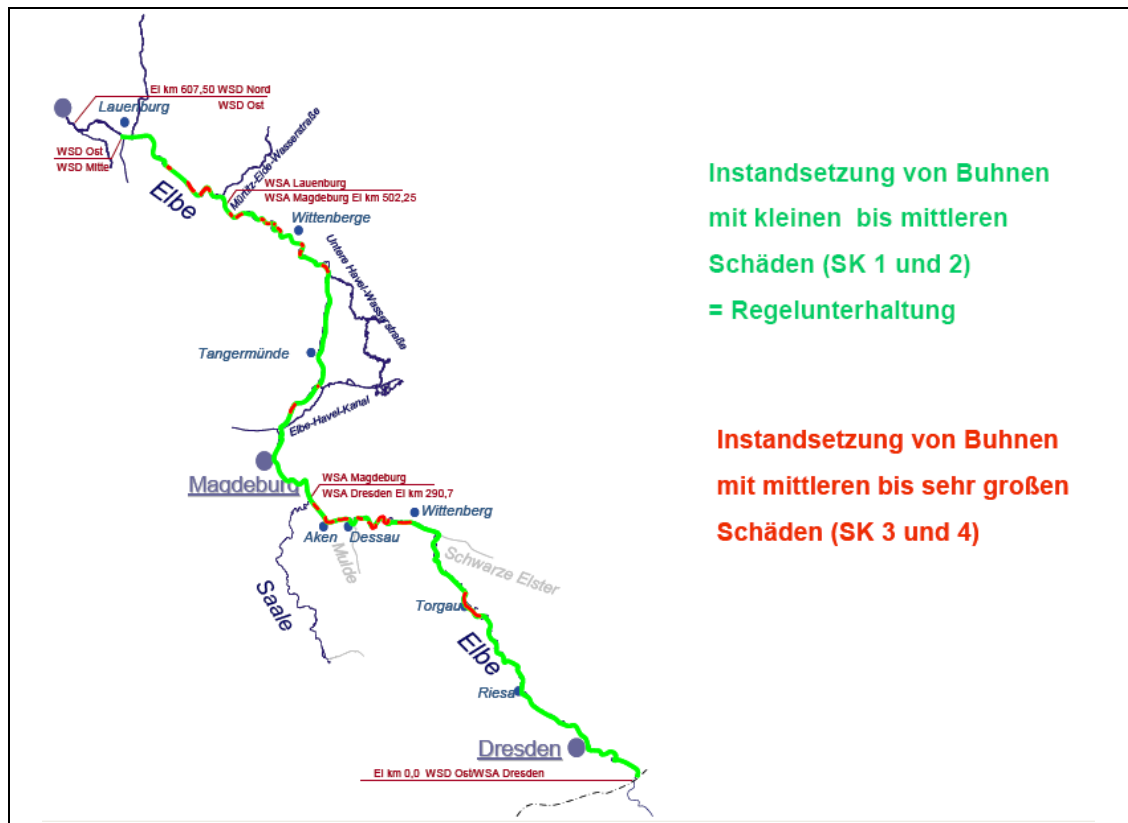 El km 607,50 WSD Nord
WSD Ost
Lauenburg
WSD Ost
WSD Mitte
Elbe
Müritz-Elde-Wasserstraße
WSA Lauenburg
WSA Magdeburg El km 502,25
Wittenberge
Untere Havel-Wasserstraße
Tangermünde
Elbe-Havel-Kanal
Magdeburg
WSA Magdeburg
WSA Dresden El km 290,7
Wittenberg
Aken
Dessau
Mulde
Schwarze Elster
Saale
Torgau
Elbe
Riesa
Dresden
El km 0,0 WSD Ost/WSA Dresden
Instandsetzung von Buhnen
mit kleinen bis mittleren
Schäden (SK 1 und 2)
= Regelunterhaltung
Instandsetzung von Buhnen
mit mittleren bis sehr großen
Schäden (SK 3 und 4)